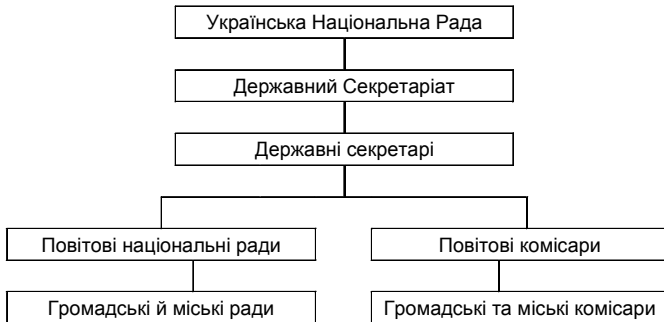 Українська Національна Рада
Державний Секретаріат
Державні секретарі
Повітові національні ради
Повітові комісари
Громадські й міські ради
Громадські та міські комісари